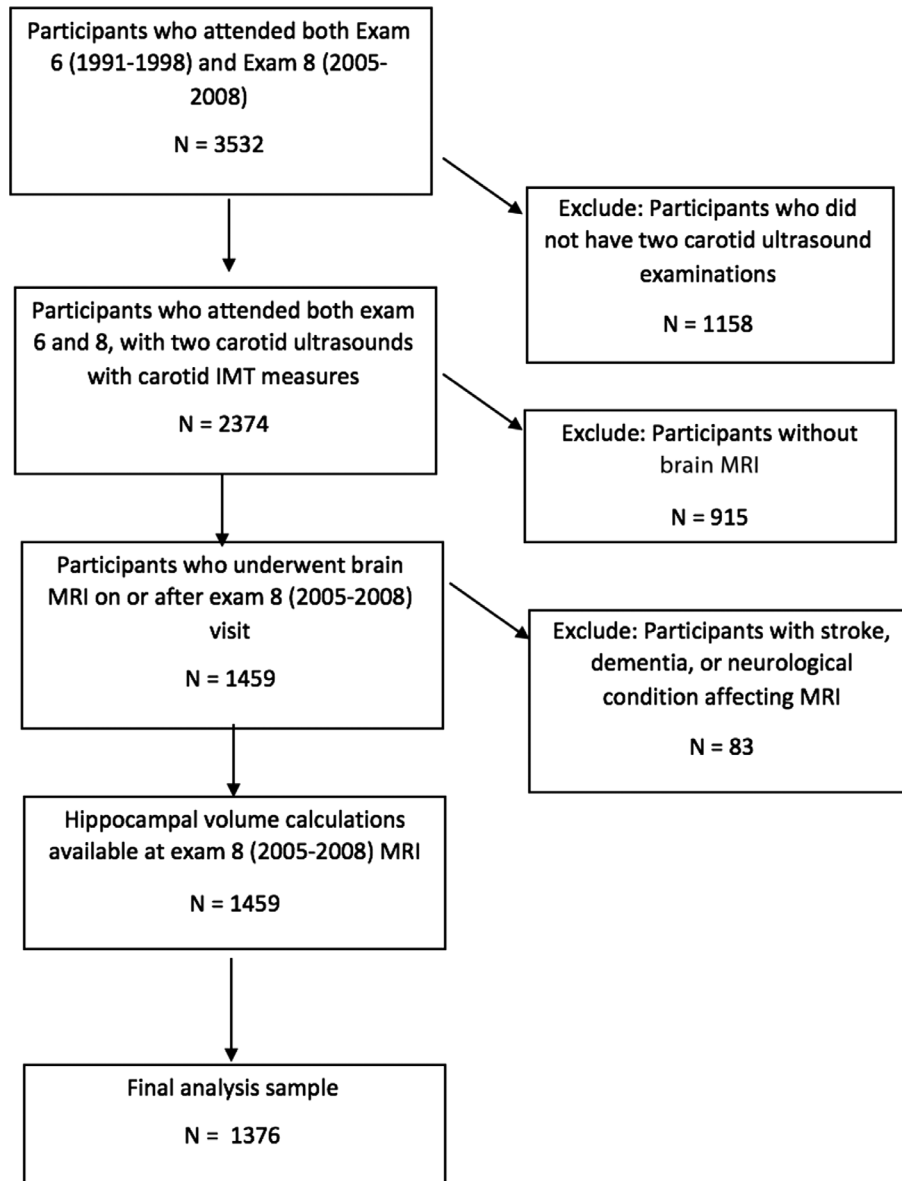 Participants who attended both Exam
6 (1991-1998) and Exam 8 (2005-
2008)
N = 3532
Exclude: Participants who did
not have two carotid ultrasound
examinations
N = 1158
Participants who attended both exam
6 and 8, with two carotid ultrasounds
with carotid IMT measures
N = 2374
Exclude: Participants without
brain MRI
N = 915
Participants who underwent brain
MRI on or after exam 8 (2005-2008)
visit
N = 1459
Exclude: Participants with stroke,
dementia, or neurological
condition affecting MRI
N = 83
Hippocampal volume calculations
available at exam 8 (2005-2008) MRI
N = 1459
Final analysis sample
N = 1376